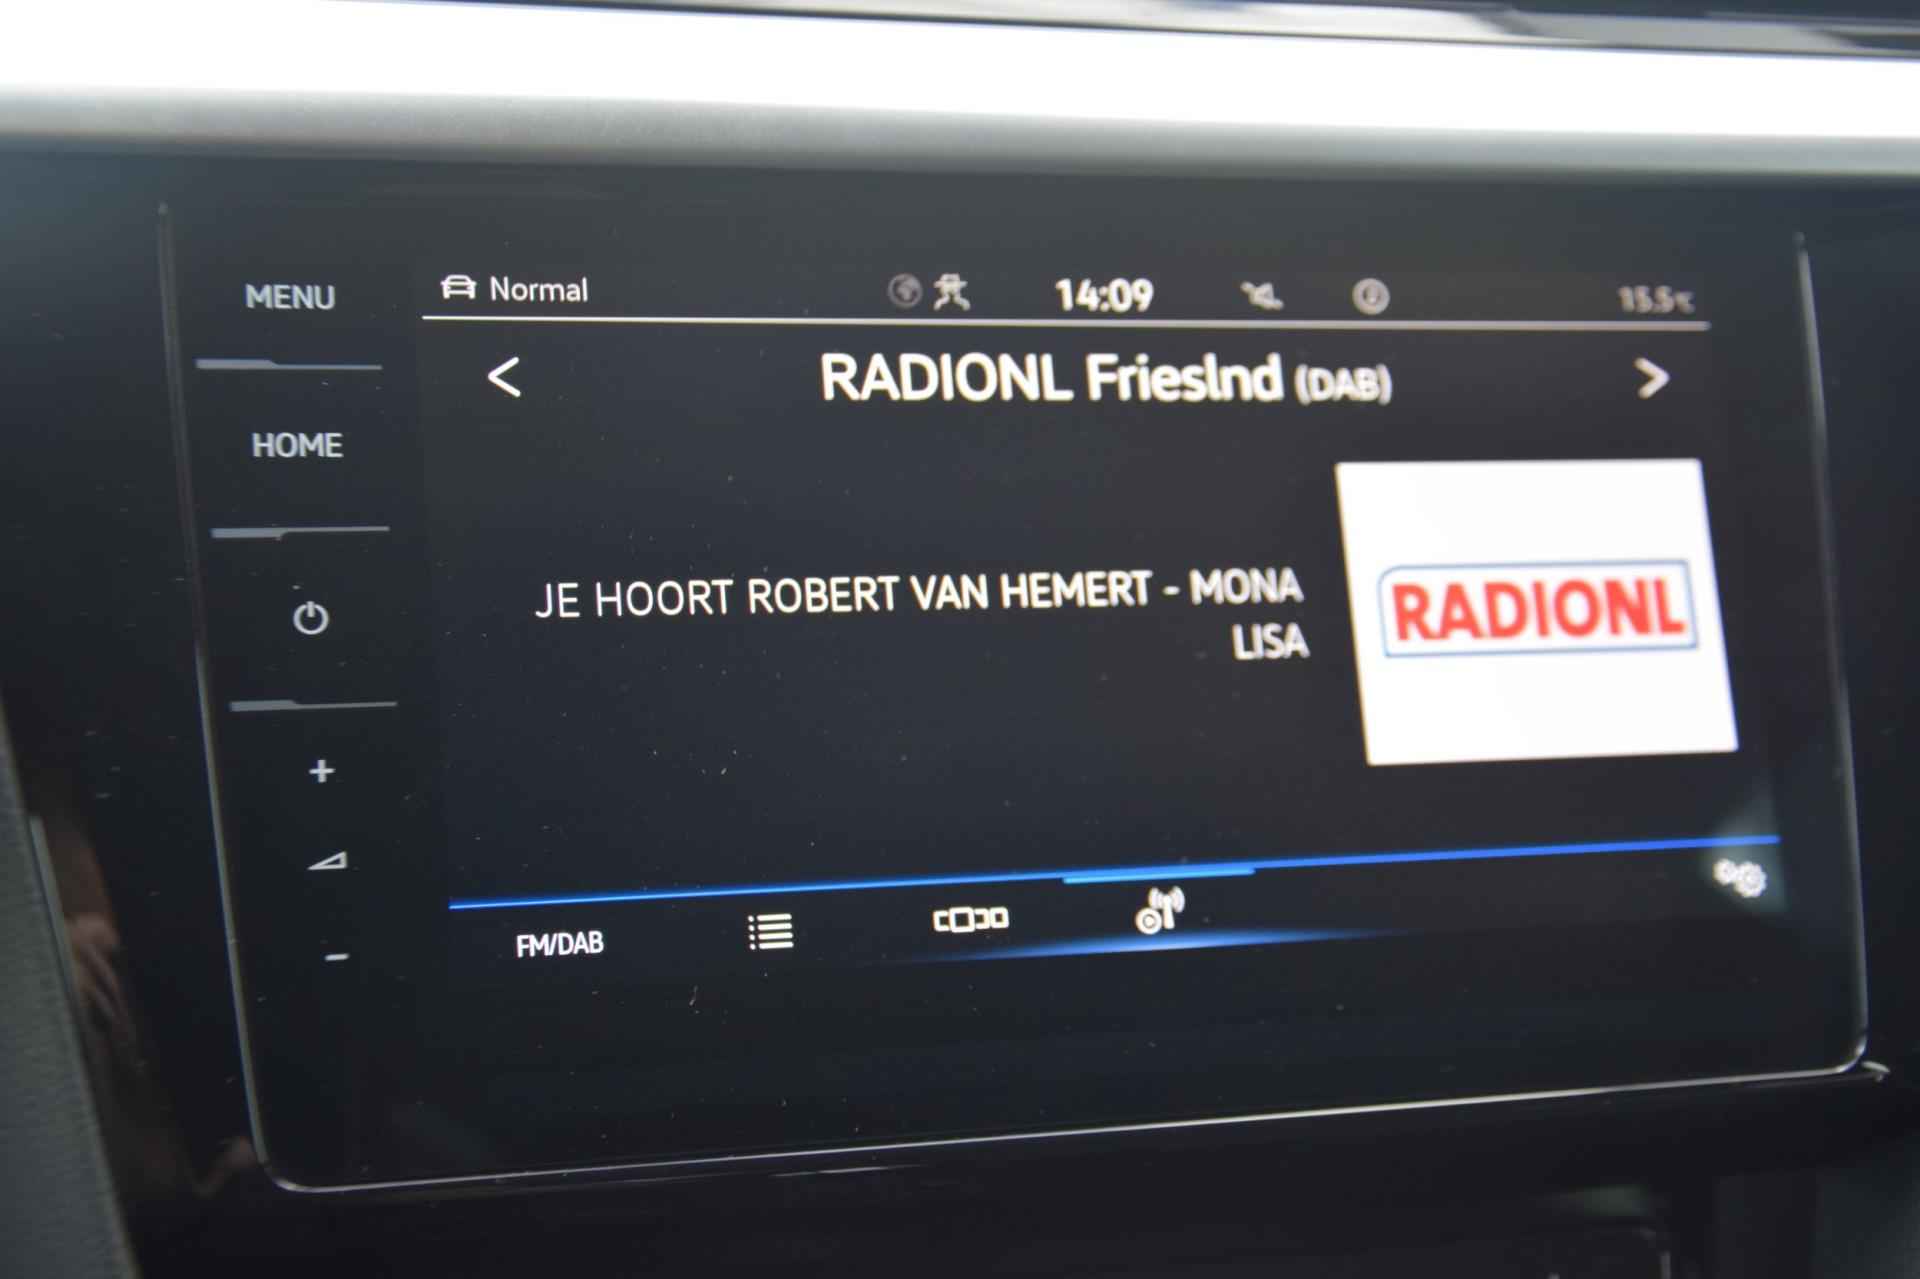 MENU
Normal
14:09
15.5°C
RADIONL Frieslnd (DAB)
HOME
JE HOORT ROBERT VAN HEMERT - MONA
LISA
RADIONL
FM/DAB